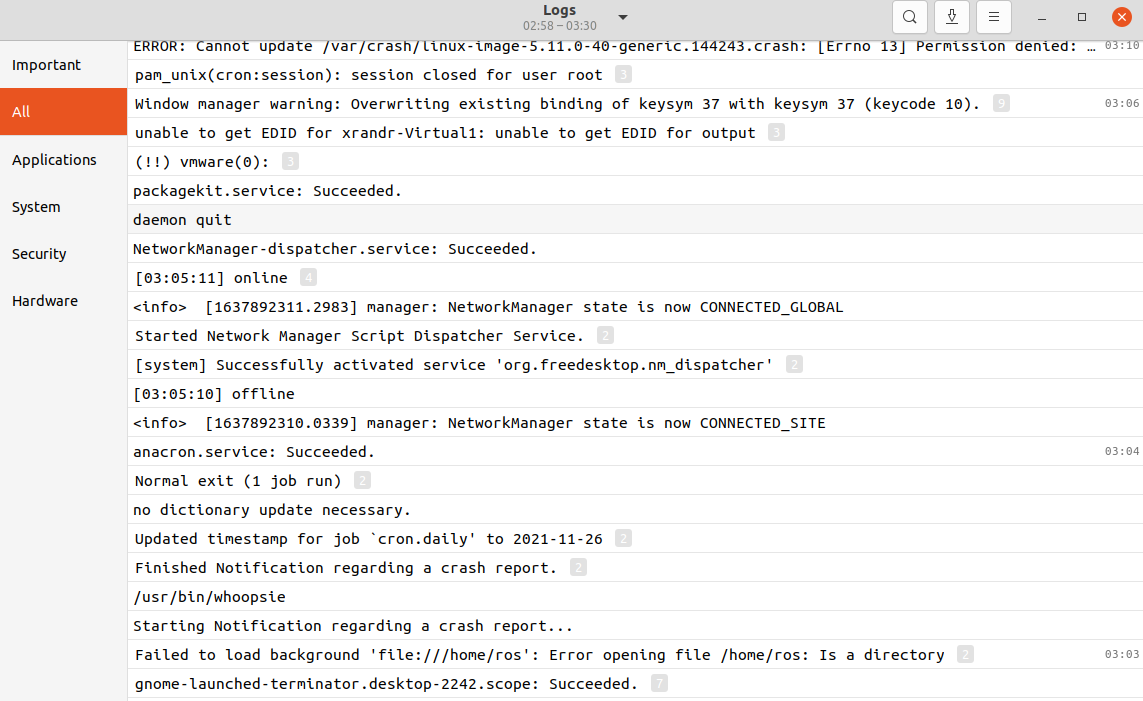 Logs
02:58 – 03:30
Important
All
Applications
System
Security
Hardware
ERROR: Cannot update /var/crash/linux-image-5.11.0-40-generic.144243.crash: [Errno 13] Permission denied: … 03:10
pam_unix(cron:session): session closed for user root 3
Window manager warning: Overwriting existing binding of keysym 37 with keysym 37 (keycode 10). 9 03:06
unable to get EDID for xrandr-Virtual1: unable to get EDID for output 3
(!!) vmware(0): 3
packagekit.service: Succeeded.
daemon quit
NetworkManager-dispatcher.service: Succeeded.
[03:05:11] online 4
<info>  [1637892311.2983] manager: NetworkManager state is now CONNECTED_GLOBAL
Started Network Manager Script Dispatcher Service. 2
[system] Successfully activated service 'org.freedesktop.nm_dispatcher' 2
[03:05:10] offline
<info>  [1637892310.0339] manager: NetworkManager state is now CONNECTED_SITE
anacron.service: Succeeded. 03:04
Normal exit (1 job run) 2
no dictionary update necessary.
Updated timestamp for job `cron.daily' to 2021-11-26 2
Finished Notification regarding a crash report. 2
/usr/bin/whoopsie
Starting Notification regarding a crash report...
Failed to load background 'file:///home/ros': Error opening file /home/ros: Is a directory 2 03:03
gnome-launched-terminator.desktop-2242.scope: Succeeded. 7